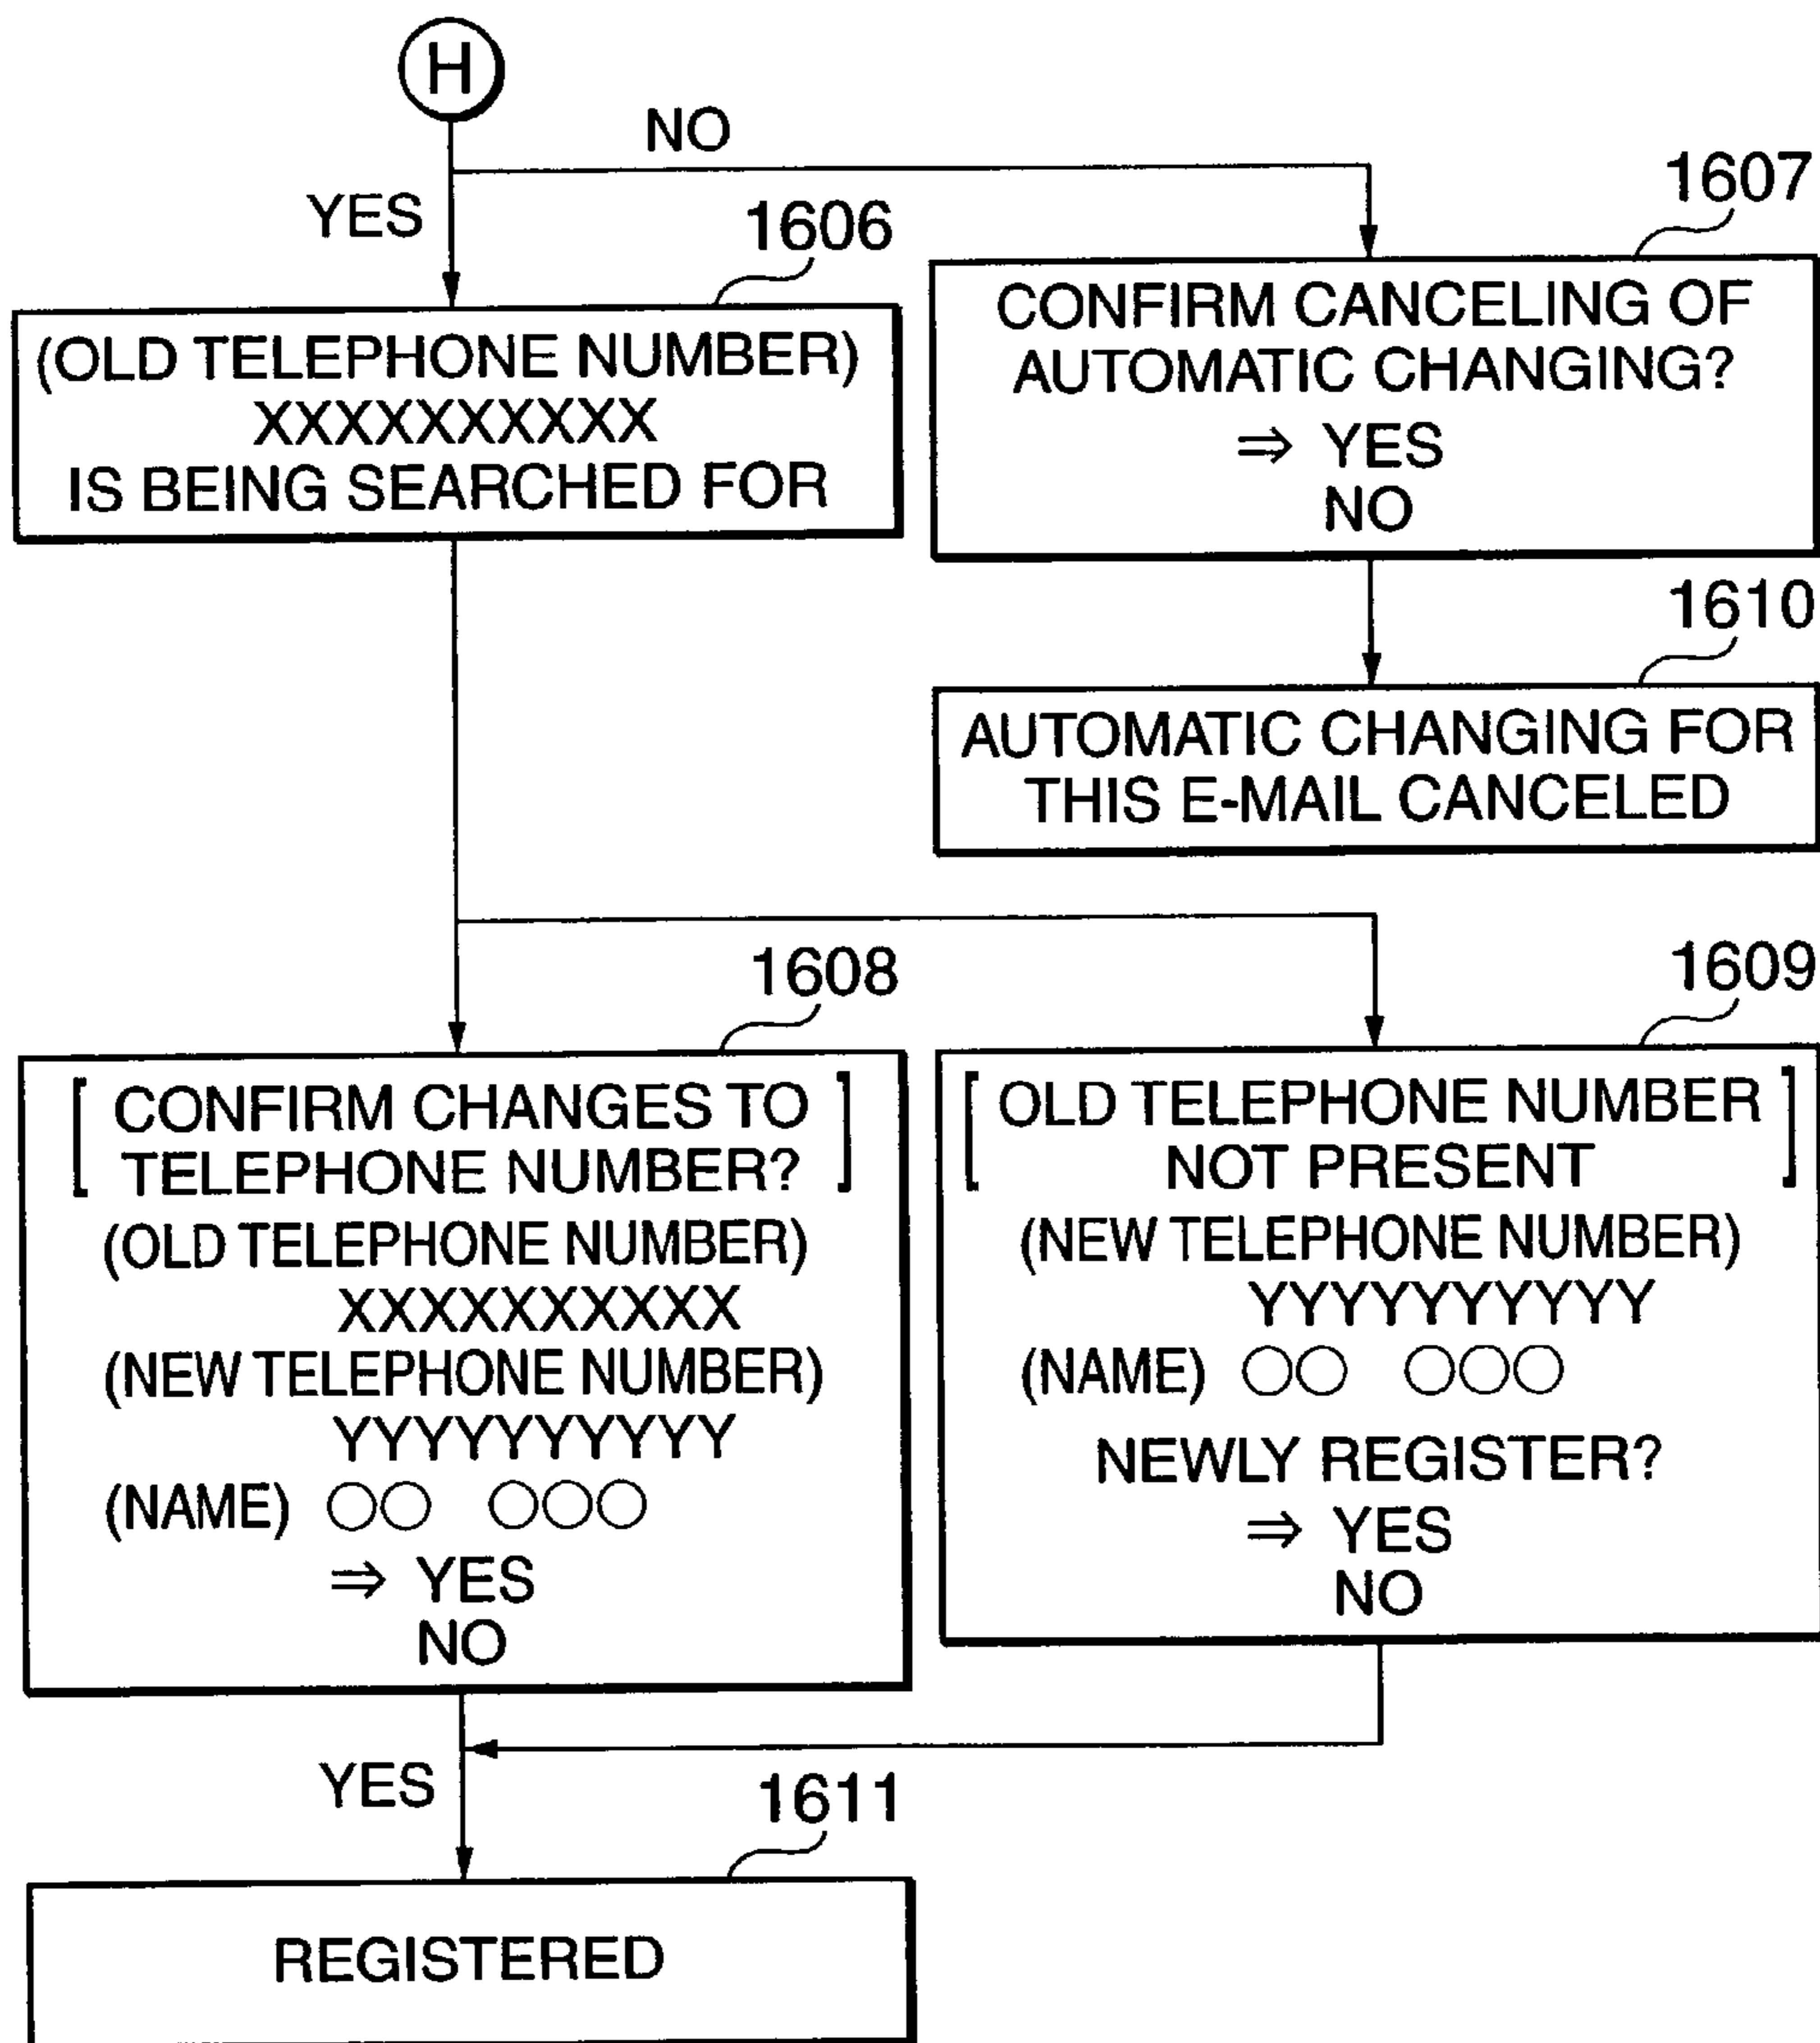 H
NO
YES
1606
1607
(OLD TELEPHONE NUMBER)
XXXXXXXXXX
IS BEING SEARCHED FOR
CONFIRM CANCELING OF
AUTOMATIC CHANGING?
⇒ YES
NO
1610
AUTOMATIC CHANGING FOR
THIS E-MAIL CANCELED
1608
1609
[ CONFIRM CHANGES TO
TELEPHONE NUMBER? ]
(OLD TELEPHONE NUMBER)
XXXXXXXXXX
(NEW TELEPHONE NUMBER)
YYYYYYYYYY
(NAME) ○○ ○○○
⇒ YES
NO
[ OLD TELEPHONE NUMBER
NOT PRESENT ]
(NEW TELEPHONE NUMBER)
YYYYYYYYYY
(NAME) ○○ ○○○
NEWLY REGISTER?
⇒ YES
NO
YES
1611
REGISTERED